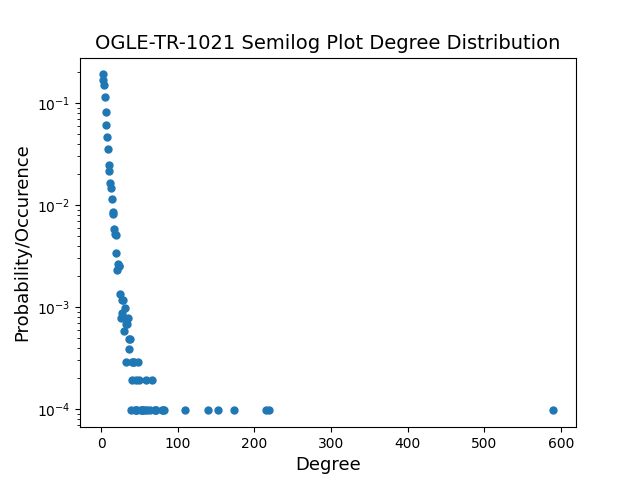 OGLE-TR-1021 Semilog Plot Degree Distribution
10⁻¹
10⁻²
10⁻³
10⁻⁴
Probability/Occurence
0 100 200 300 400 500 600
Degree